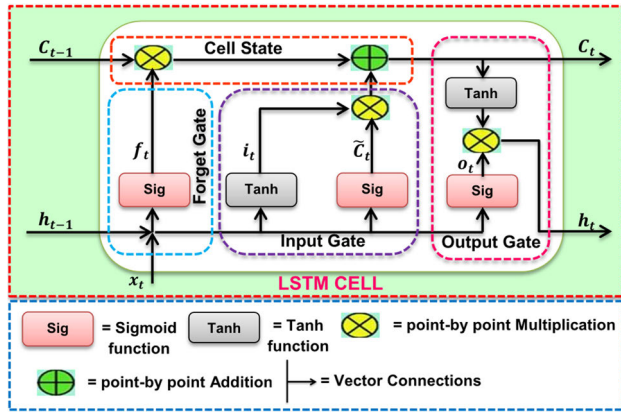 C_{t-1}
Cell State
C_t
Tanh
f_t
Forget Gate
i_t
C̃_t
o_t
Sig
Tanh
Sig
Sig
h_{t-1}
h_t
Input Gate
Output Gate
x_t
LSTM CELL
Sig = Sigmoid function
Tanh = Tanh function
= point-by point Multiplication
= point-by point Addition
= Vector Connections